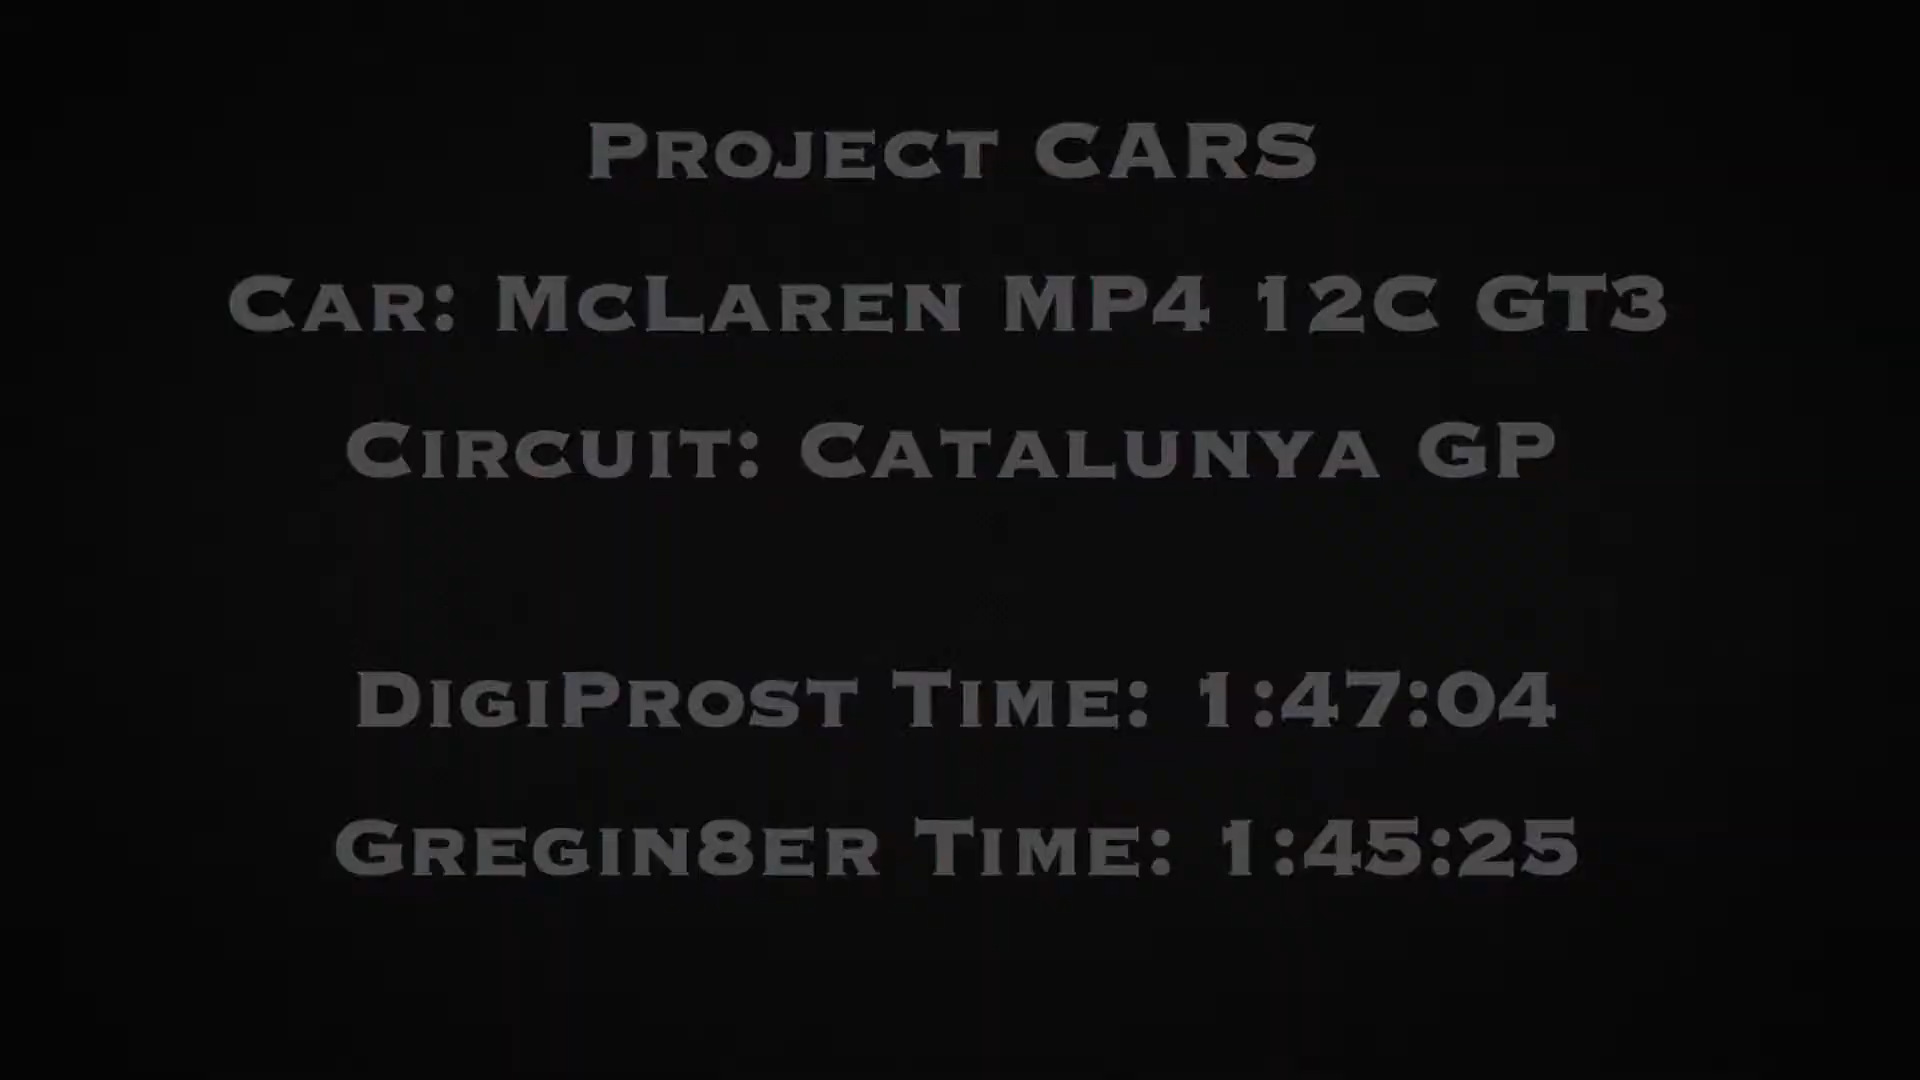 Project CARS
Car: McLaren MP4 12C GT3
Circuit: Catalunya GP
DigiProst Time: 1:47:04
Gregin8er Time: 1:45:25